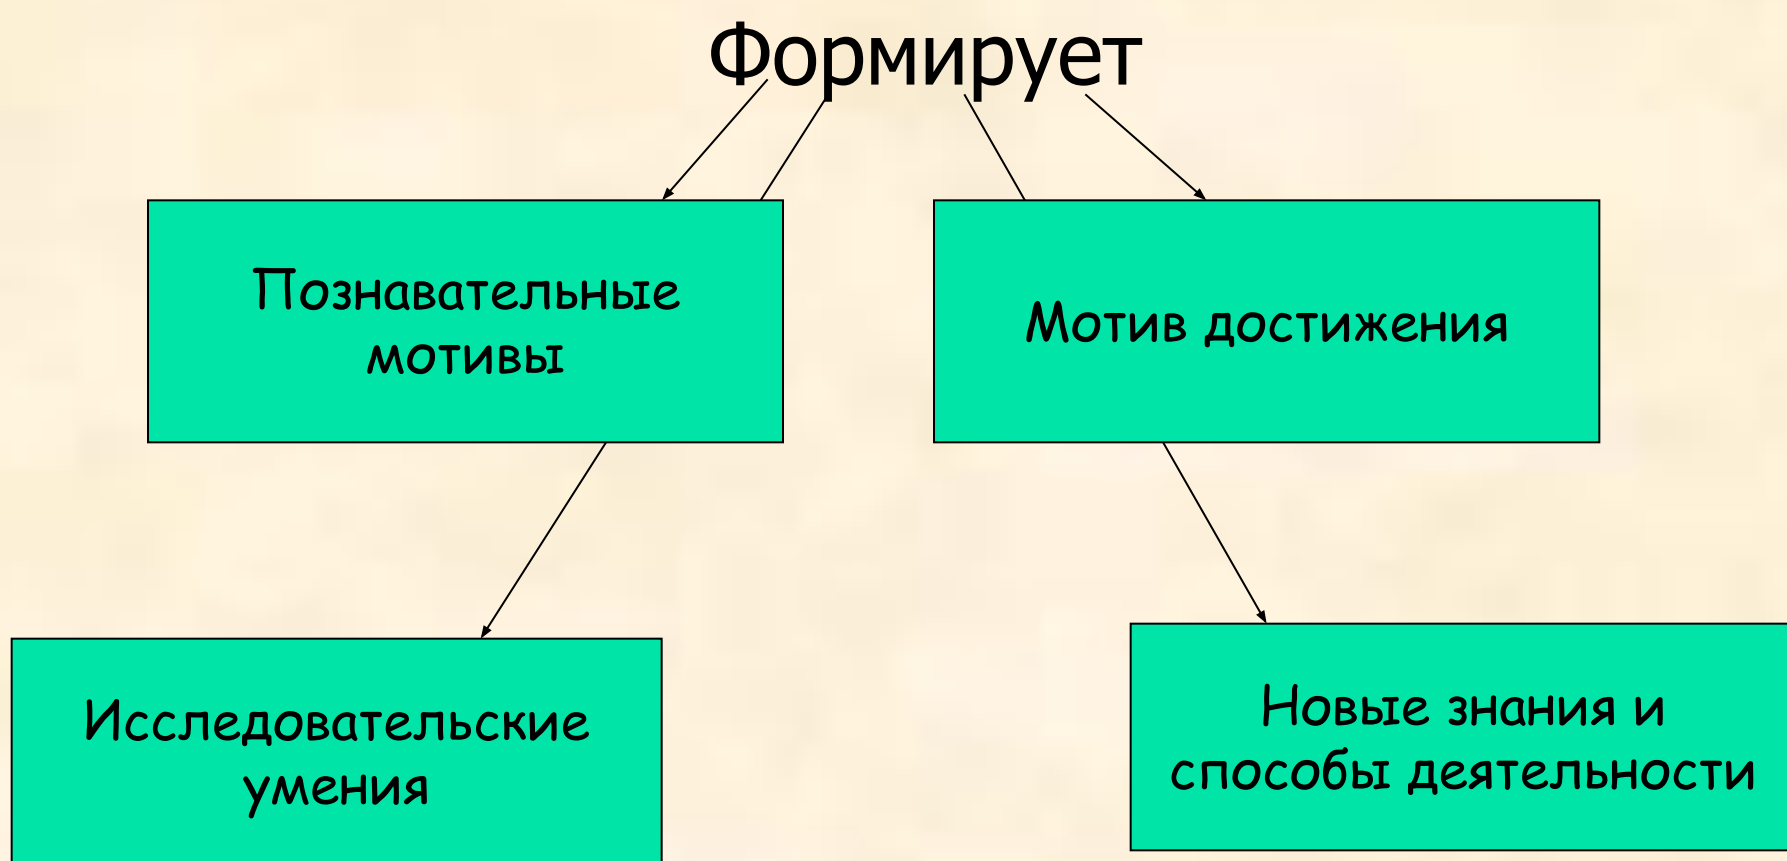 Формирует
Познавательные
мотивы
Мотив достижения
Исследовательские
умения
Новые знания и
способы деятельности